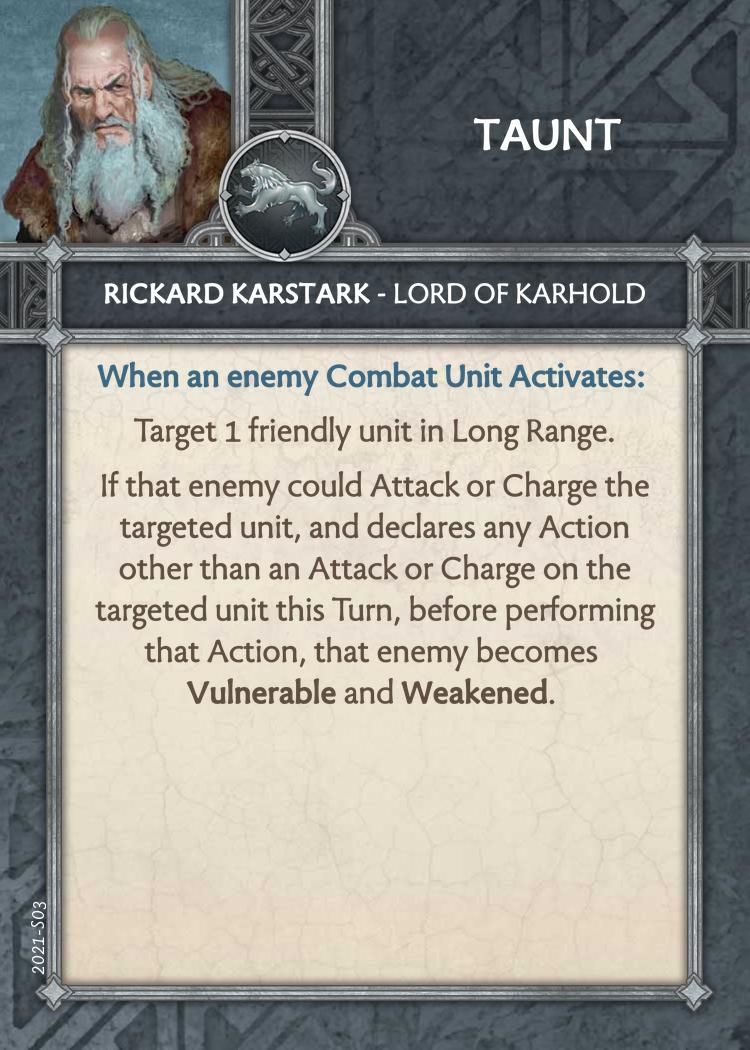 TAUNT
RICKARD KARSTARK - LORD OF KARHOLD
When an enemy Combat Unit Activates:
Target 1 friendly unit in Long Range.
If that enemy could Attack or Charge the
targeted unit, and declares any Action
other than an Attack or Charge on the
targeted unit this Turn, before performing
that Action, that enemy becomes
Vulnerable and Weakened.
2021-S03